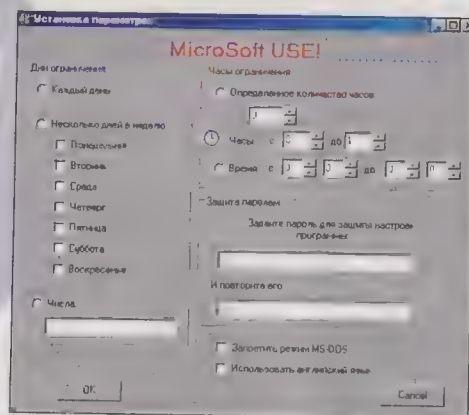 Установка параметров
MicroSoft USE!
Дни ограничения
Каждый день
Несколько дней в неделю
Понедельник
Вторник
Среда
Четверг
Пятница
Суббота
Воскресенье
Числа
OK
Часы ограничения
Определенное количество часов
Часы с 0 до
Время с до 0
Защита паролем
Задайте пароль для защиты настроек
программы
И повторите его
Запретить режим MS-DOS
Использовать английский язык
Cancel